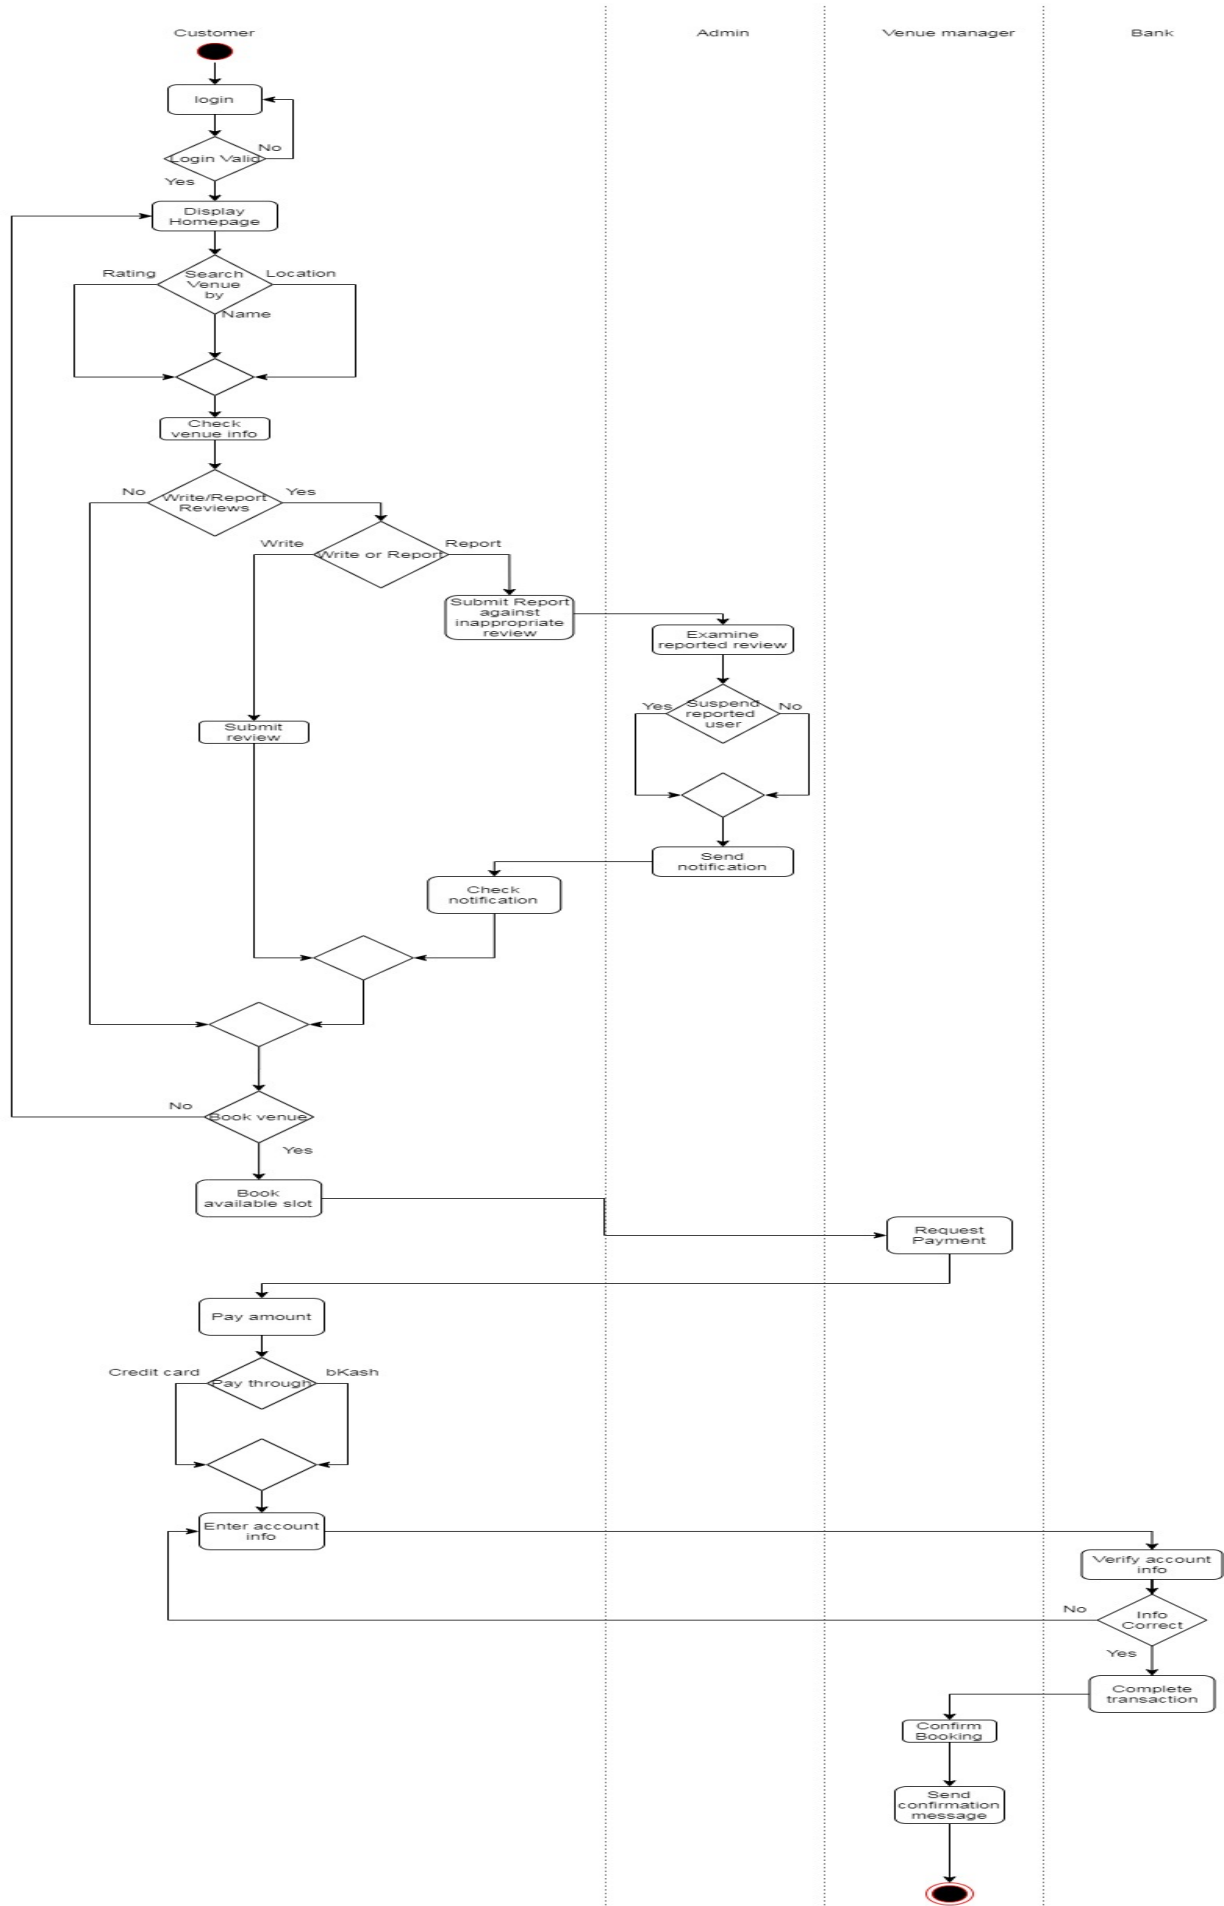 Customer
Admin
Venue manager
Bank
login
Login Valid
No
Yes
Display
Homepage
Rating
Search
Venue
by
Location
Name
Check
venue info
No
Write/Report
Reviews
Yes
Write
Write or Report
Report
Submit Report
against
inappropriate
review
Examine
reported review
Yes
Suspend
reported
user
No
Submit
review
Send
notification
Check
notification
No
Book venue
Yes
Book
available slot
Request
Payment
Pay amount
Credit card
Pay through
bKash
Enter account
info
Verify account
info
No
Info
Correct
Yes
Complete
transaction
Confirm
Booking
Send
confirmation
message